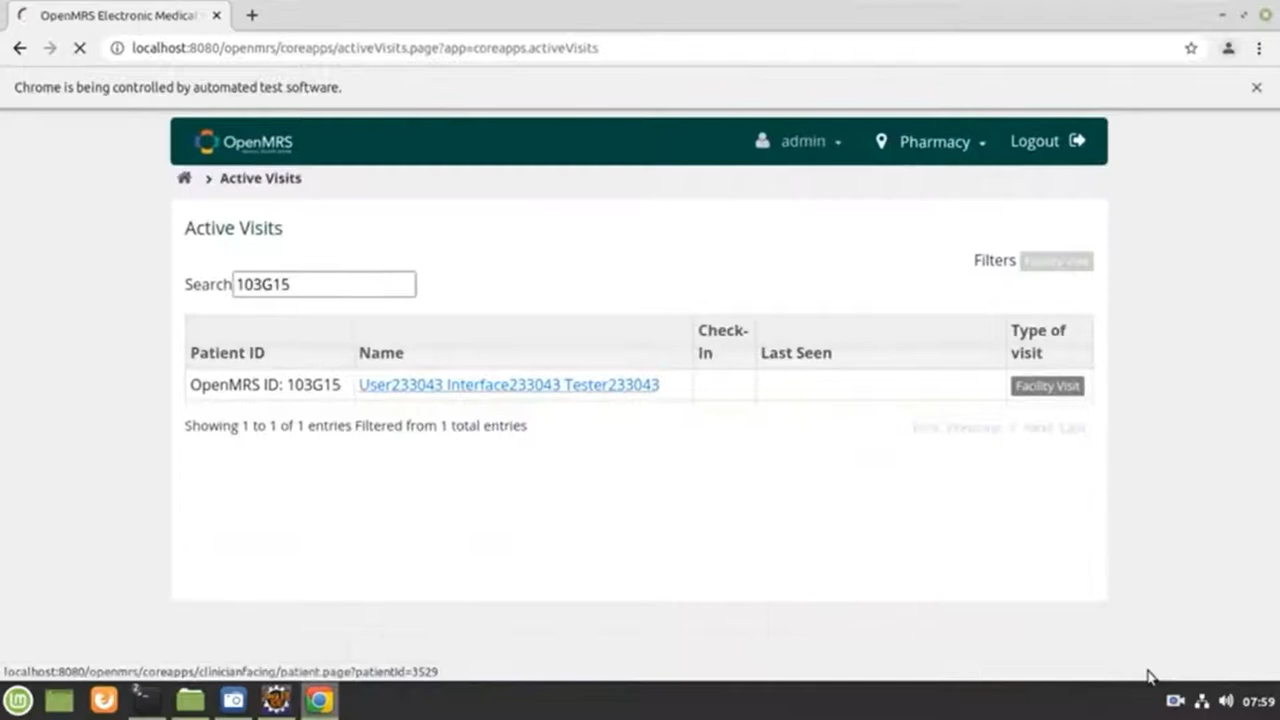 OpenMRS Electronic Medical
localhost:8080/openmrs/coreapps/activeVisits.page?app=coreapps.activeVisits
Chrome is being controlled by automated test software.
OpenMRS
admin
Pharmacy
Logout
Active Visits
Active Visits
Filters Facility Visit
Search 103G15
Patient ID Name Check-In Last Seen Type of visit
OpenMRS ID: 103G15 User233043 Interface233043 Tester233043 Facility Visit
Showing 1 to 1 of 1 entries Filtered from 1 total entries
localhost:8080/openmrs/coreapps/clinicianfacing/patient.page?patientId=3529
07:59